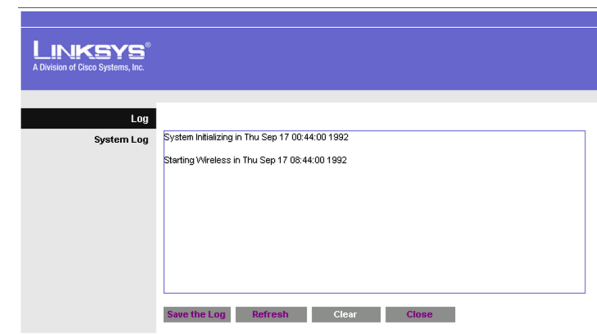 LINKSYS®
A Division of Cisco Systems, Inc.
Log
System Log
System Initializing in Thu Sep 17 00:44:00 1992
Starting Wireless in Thu Sep 17 08:44:00 1992
Save the Log Refresh Clear Close